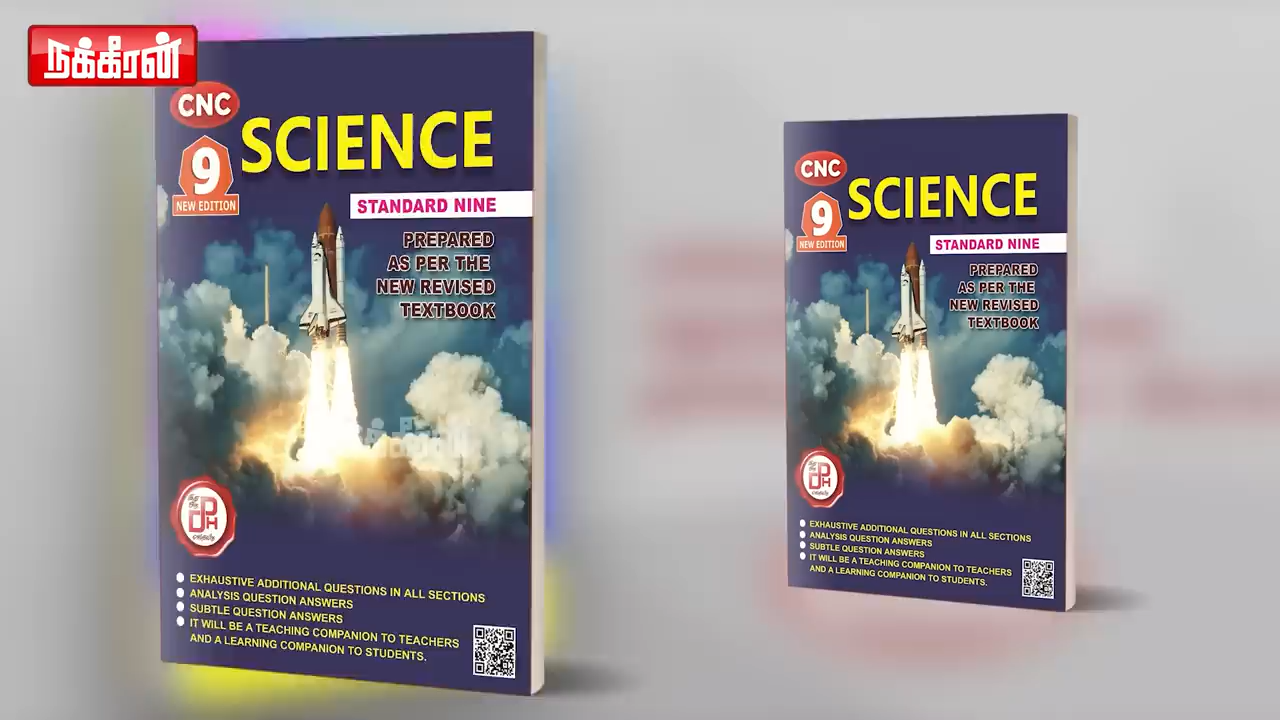 நக்கீரன்
CNC
SCIENCE
9
NEW EDITION
STANDARD NINE
PREPARED
AS PER THE
NEW REVISED
TEXTBOOK
DPH
EXHAUSTIVE ADDITIONAL QUESTIONS IN ALL SECTIONS
ANALYSIS QUESTION ANSWERS
SUBTLE QUESTION ANSWERS
IT WILL BE A TEACHING COMPANION TO TEACHERS
AND A LEARNING COMPANION TO STUDENTS.
CNC
SCIENCE
9
NEW EDITION
STANDARD NINE
PREPARED
AS PER THE
NEW REVISED
TEXTBOOK
DPH
EXHAUSTIVE ADDITIONAL QUESTIONS IN ALL SECTIONS
ANALYSIS QUESTION ANSWERS
SUBTLE QUESTION ANSWERS
IT WILL BE A TEACHING COMPANION TO TEACHERS
AND A LEARNING COMPANION TO STUDENTS.